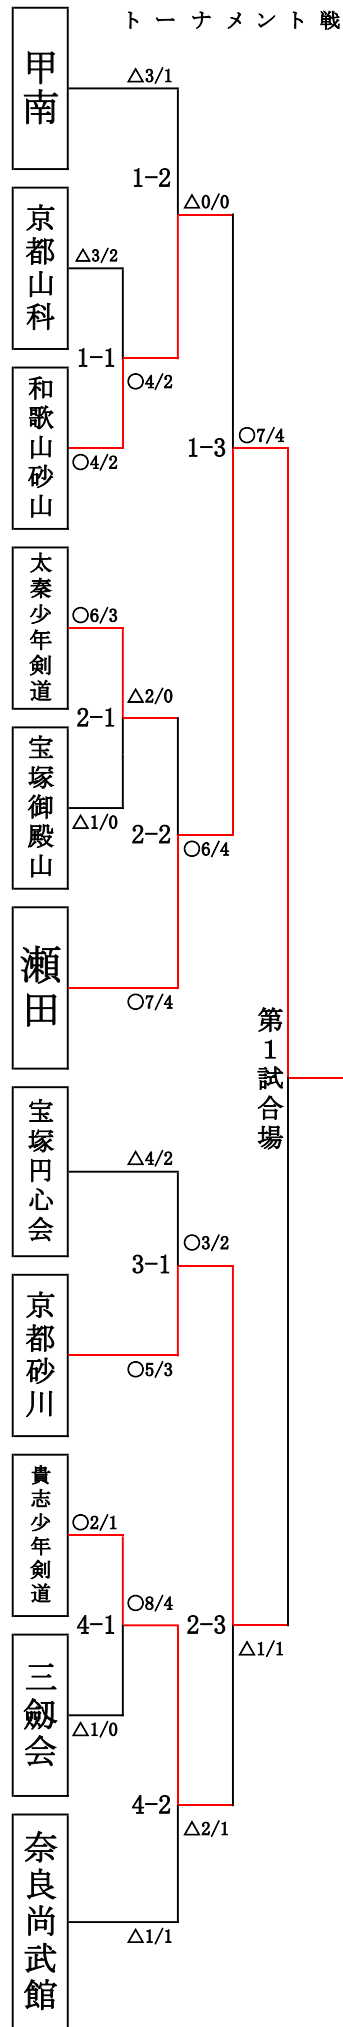 トーナメント戦
甲南
△3/1
1-2
△0/0
京都山科
△3/2
1-1
○4/2
和歌山砂山
○4/2
1-3
○7/4
太秦少年剣道
○6/3
△2/0
2-1
宝塚御殿山
△1/0
2-2
○6/4
瀬田
○7/4
第1試合場
宝塚円心会
△4/2
○3/2
3-1
京都砂川
○5/3
貴志少年剣道
○2/1
○8/4
4-1
2-3
△1/1
三劔会
△1/0
4-2
△2/1
奈良尚武館
△1/1